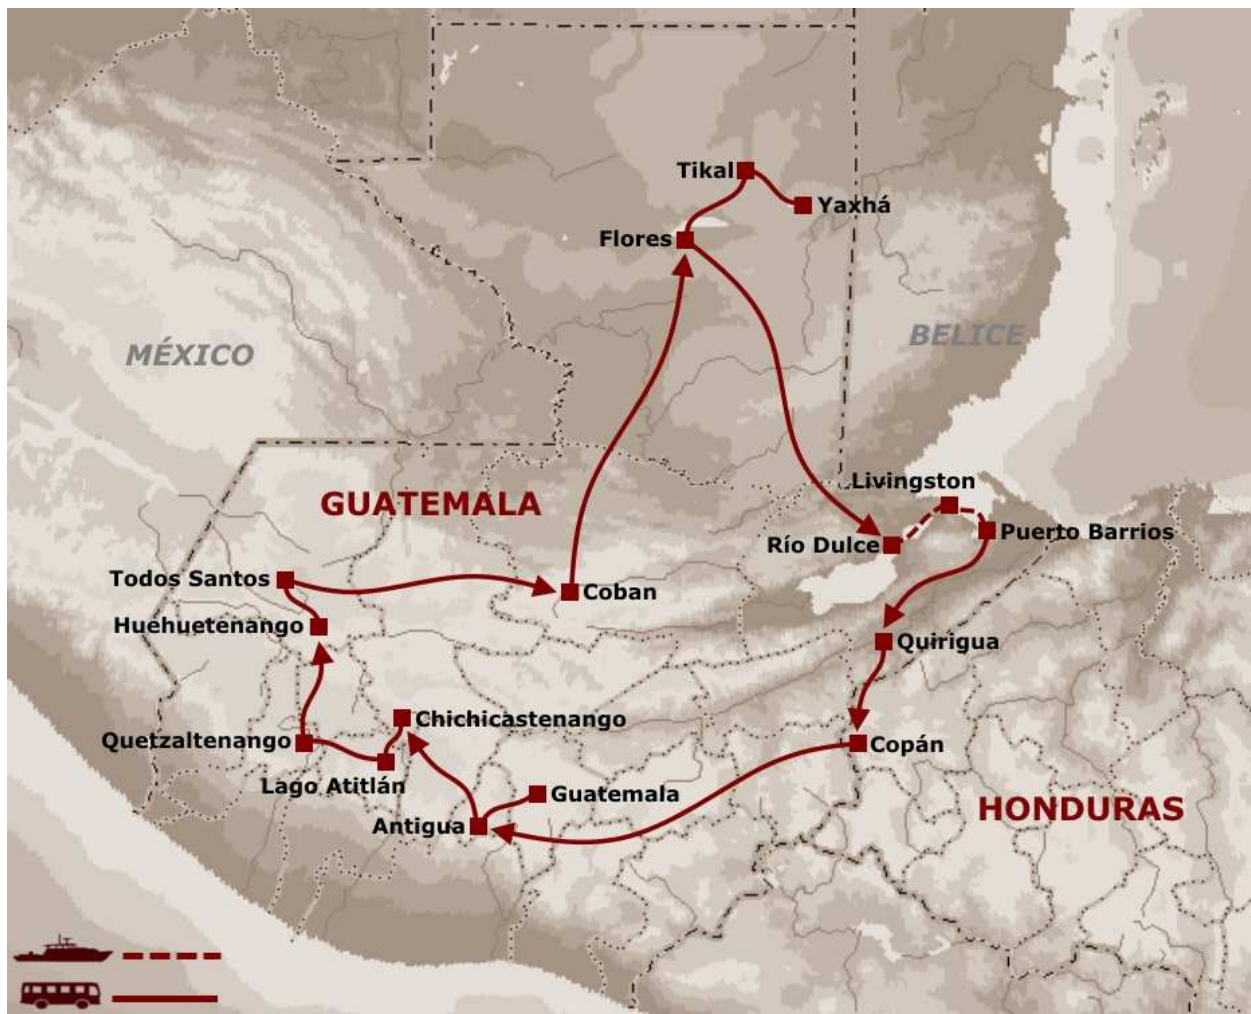 Tikal
Yaxhá
Flores
BELICE
MÉXICO
Livingston
GUATEMALA
Puerto Barrios
Río Dulce
Todos Santos
Coban
Huehuetenango
Quirigua
Chichicastenango
Quetzaltenango
Copán
Lago Atitlán
Guatemala
HONDURAS
Antigua